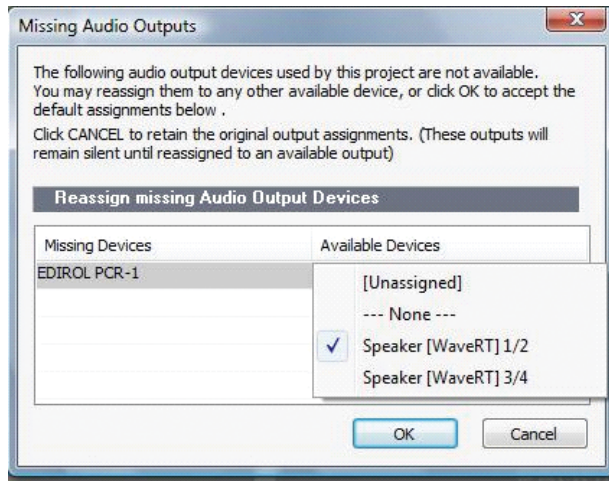 Missing Audio Outputs
The following audio output devices used by this project are not available.
You may reassign them to any other available device, or click OK to accept the
default assignments below .
Click CANCEL to retain the original output assignments. (These outputs will
remain silent until reassigned to an available output)
Reassign missing Audio Output Devices
Missing Devices Available Devices
EDIROL PCR-1
[Unassigned]
--- None ---
Speaker [WaveRT] 1/2
Speaker [WaveRT] 3/4
OK Cancel